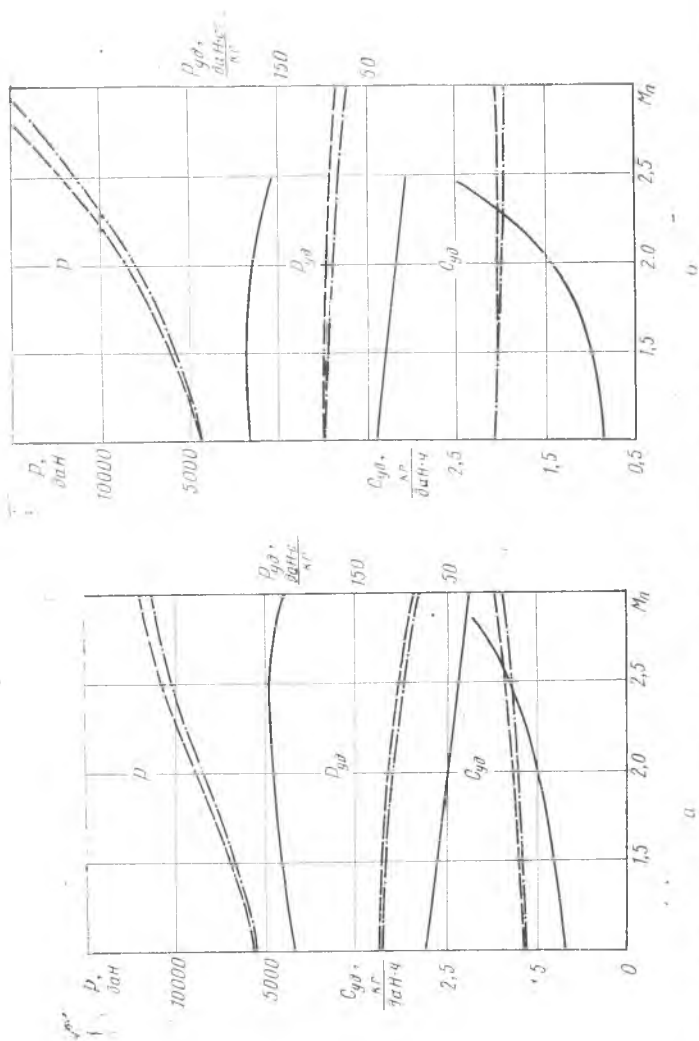 P,
дан
10000
5000
Cуд,
кг
дан·ч
2,5
,5
0
P
Pуд
Cуд
Pуд,
дан·с
кг
150
50
1,5
2,0
2,5
Mп
а
P,
дан
10000
5000
Cуд,
кг
дан·ч
2,5
1,5
0,5
P
Pуд
Cуд
Pуд,
дан·с
кг
150
50
1,5
2.0
2,5
Mп
б